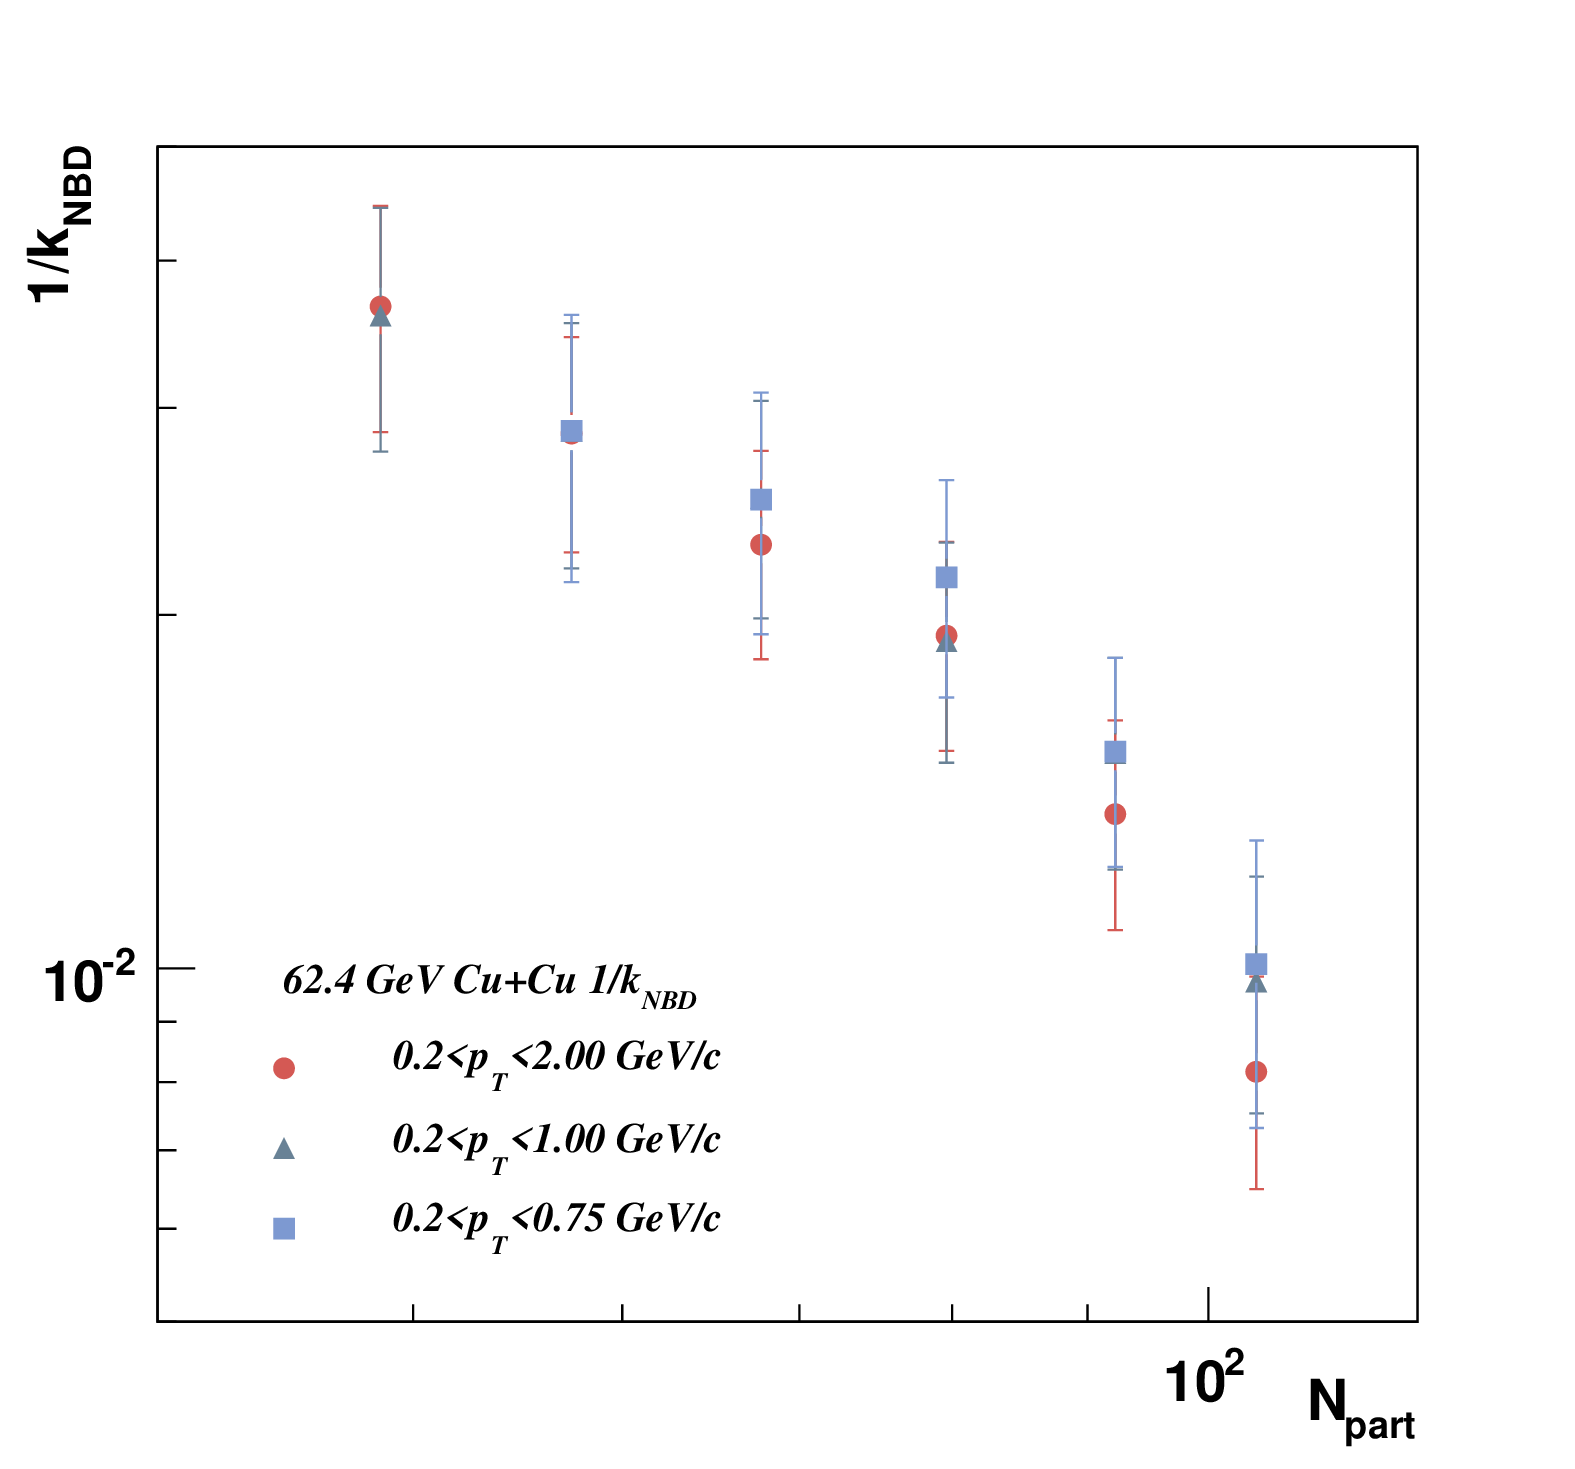 1/k_NBD
10^-2
62.4 GeV Cu+Cu 1/k_NBD
0.2<p_T<2.00 GeV/c
0.2<p_T<1.00 GeV/c
0.2<p_T<0.75 GeV/c
10^2
N_part